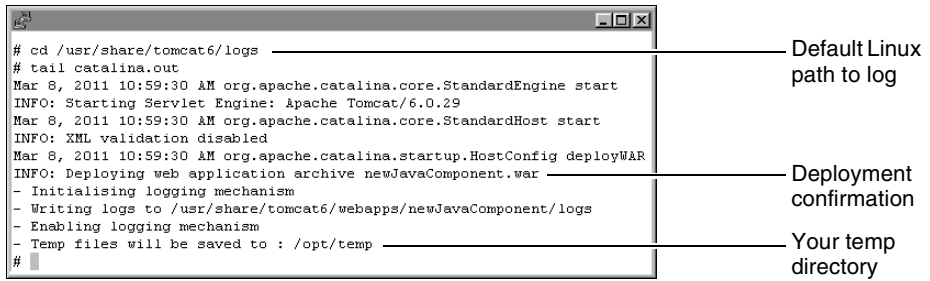 # cd /usr/share/tomcat6/logs
# tail catalina.out
Mar 8, 2011 10:59:30 AM org.apache.catalina.core.StandardEngine start
INFO: Starting Servlet Engine: Apache Tomcat/6.0.29
Mar 8, 2011 10:59:30 AM org.apache.catalina.core.StandardHost start
INFO: XML validation disabled
Mar 8, 2011 10:59:30 AM org.apache.catalina.startup.HostConfig deployWAR
INFO: Deploying web application archive newJavaComponent.war
- Initialising logging mechanism
- Writing logs to /usr/share/tomcat6/webapps/newJavaComponent/logs
- Enabling logging mechanism
- Temp files will be saved to : /opt/temp
#
Default Linux
path to log
Deployment
confirmation
Your temp
directory